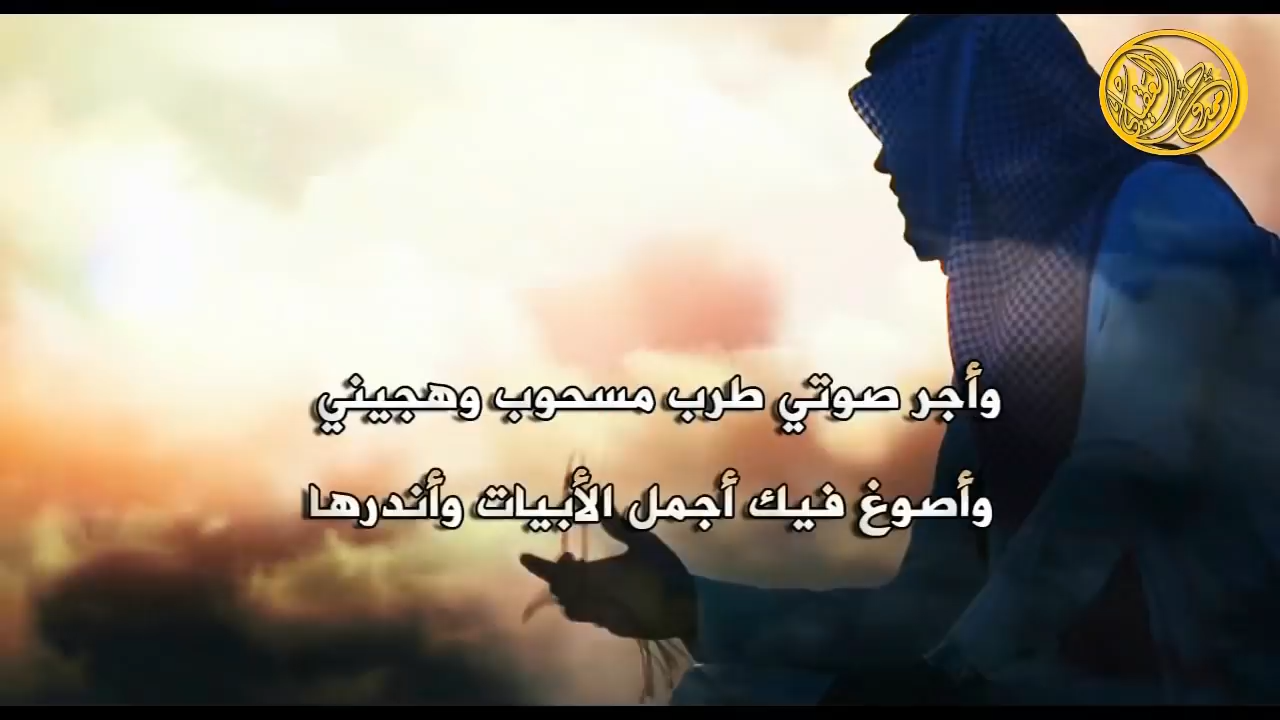 وأجر صوتي طرب مسحوب وهجيني
وأصوغ فيك أجمل الأبيات وأندرها